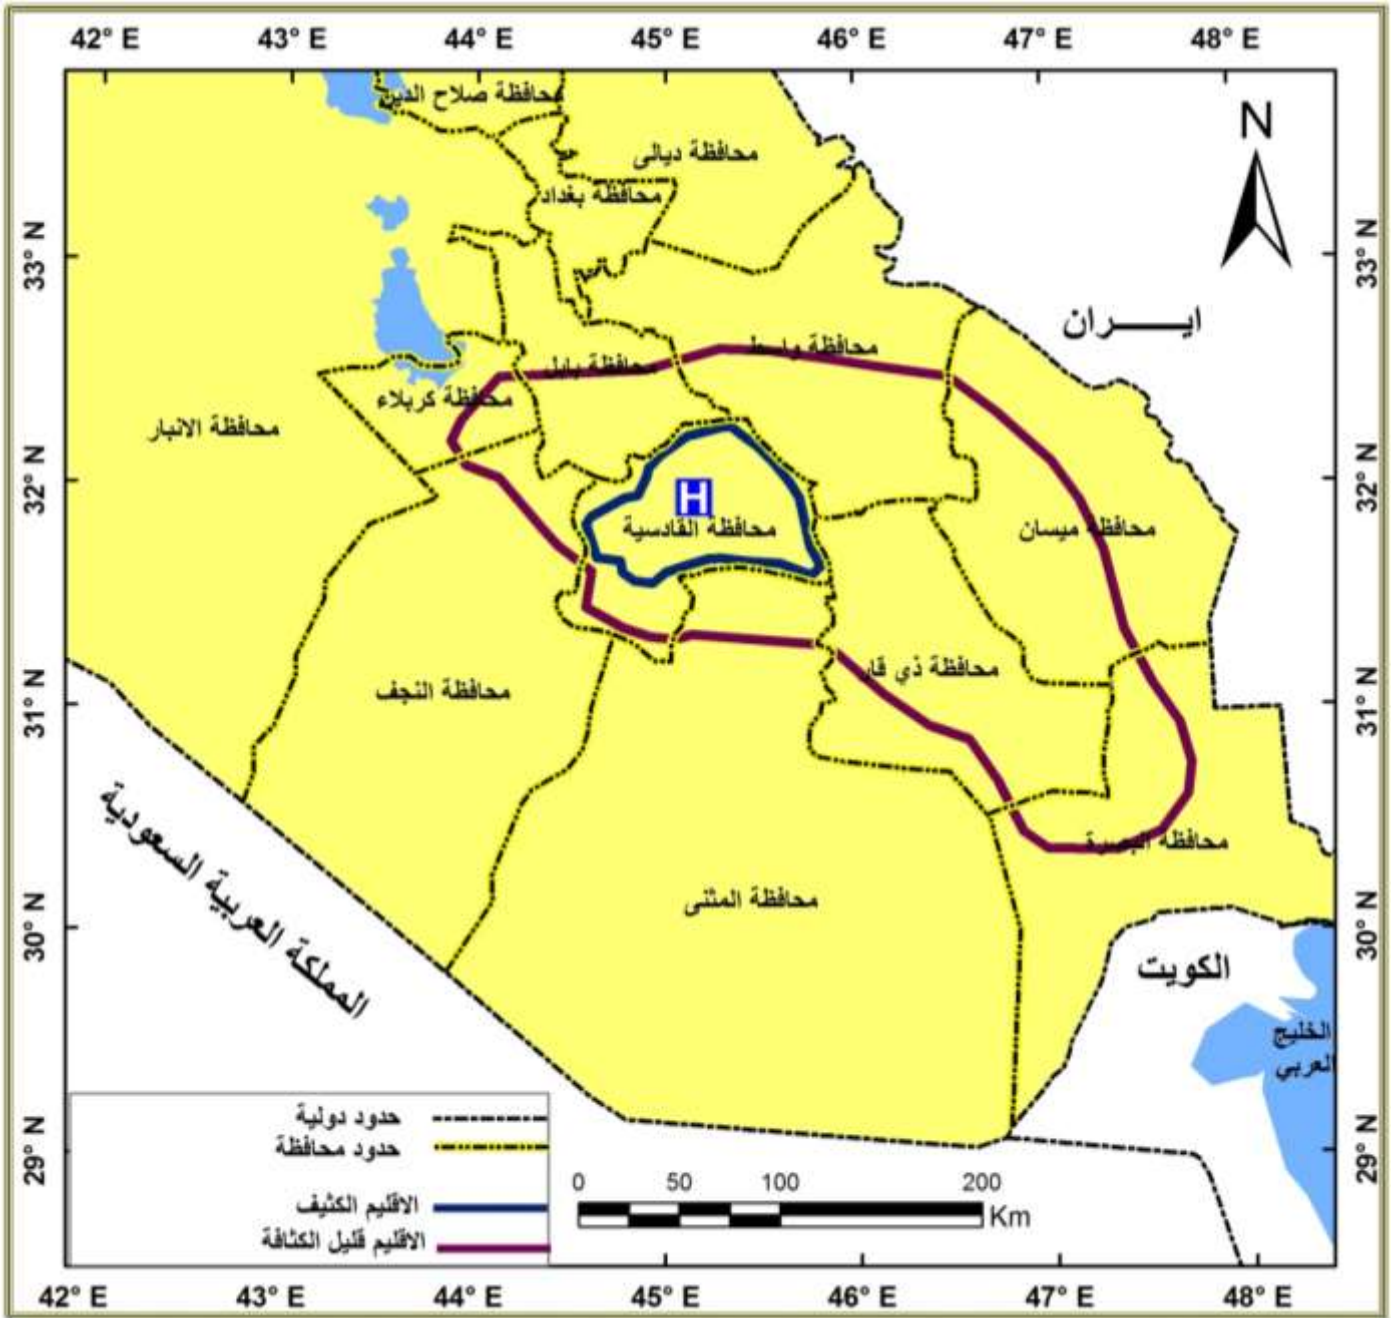 42° E 43° E 44° E 45° E 46° E 47° E 48° E
N
محافظة صلاح الدين
محافظة ديالى
محافظة بغداد
33° N
33° N
ايـــران
محافظة واسط
محافظة بابل
محافظة كربلاء
محافظة الانبار
32° N
32° N
H
محافظة القادسية
محافظة ميسان
محافظة ذي قار
محافظة النجف
31° N
31° N
المملكة العربية السعودية
محافظة البصرة
محافظة المثنى
30° N
30° N
الكويت
الخليج
العربي
حدود دولية
حدود محافظة
29° N
29° N
الاقليم الكثيف
الاقليم قليل الكثافة
0 50 100 200
Km
42° E 43° E 44° E 45° E 46° E 47° E 48° E